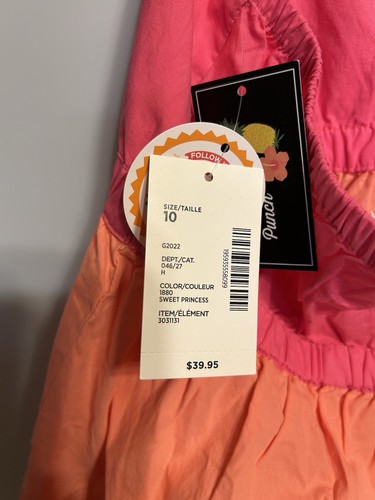 FOLLOW
Punch
SIZE/TAILLE
10
G2022
DEPT/CAT.
046/27
H
COLOR/COULEUR
1880
SWEET PRINCESS
ITEM/ÉLÉMENT
3031131
195935558099
$39.95